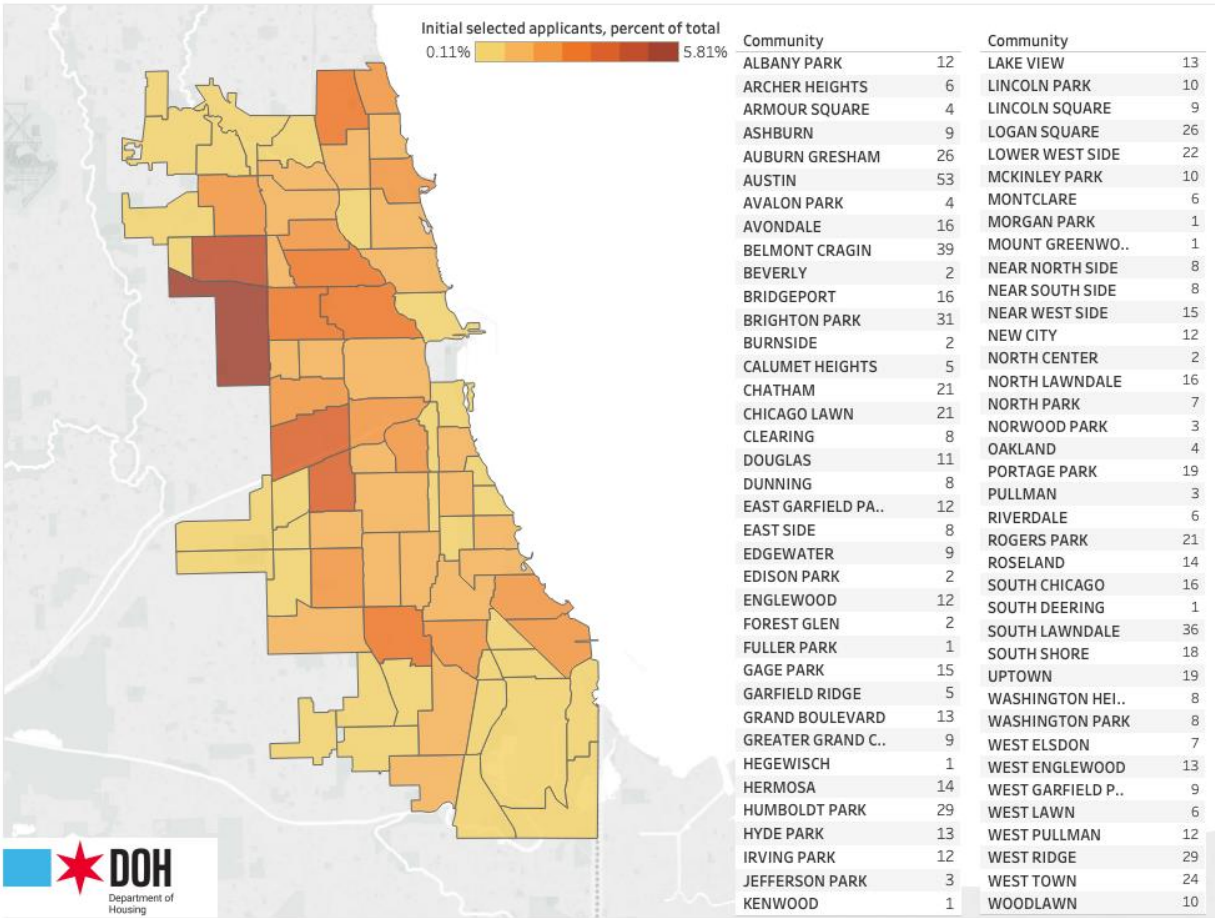 Initial selected applicants, percent of total
0.11% 5.81%
Community
ALBANY PARK 12
ARCHER HEIGHTS 6
ARMOUR SQUARE 4
ASHBURN 9
AUBURN GRESHAM 26
AUSTIN 53
AVALON PARK 4
AVONDALE 16
BELMONT CRAGIN 39
BEVERLY 2
BRIDGEPORT 16
BRIGHTON PARK 31
BURNSIDE 2
CALUMET HEIGHTS 5
CHATHAM 21
CHICAGO LAWN 21
CLEARING 8
DOUGLAS 11
DUNNING 8
EAST GARFIELD PA.. 12
EAST SIDE 8
EDGEWATER 9
EDISON PARK 2
ENGLEWOOD 12
FOREST GLEN 2
FULLER PARK 1
GAGE PARK 15
GARFIELD RIDGE 5
GRAND BOULEVARD 13
GREATER GRAND C.. 9
HEGEWISCH 1
HERMOSA 14
HUMBOLDT PARK 29
HYDE PARK 13
IRVING PARK 12
JEFFERSON PARK 3
KENWOOD 1
Community
LAKE VIEW 13
LINCOLN PARK 10
LINCOLN SQUARE 9
LOGAN SQUARE 26
LOWER WEST SIDE 22
MCKINLEY PARK 10
MONTCLARE 6
MORGAN PARK 1
MOUNT GREENWO.. 1
NEAR NORTH SIDE 8
NEAR SOUTH SIDE 8
NEAR WEST SIDE 15
NEW CITY 12
NORTH CENTER 2
NORTH LAWNDALE 16
NORTH PARK 7
NORWOOD PARK 3
OAKLAND 4
PORTAGE PARK 19
PULLMAN 3
RIVERDALE 6
ROGERS PARK 21
ROSELAND 14
SOUTH CHICAGO 16
SOUTH DEERING 1
SOUTH LAWNDALE 36
SOUTH SHORE 18
UPTOWN 19
WASHINGTON HEI.. 8
WASHINGTON PARK 8
WEST ELSDON 7
WEST ENGLEWOOD 13
WEST GARFIELD P.. 9
WEST LAWN 6
WEST PULLMAN 12
WEST RIDGE 29
WEST TOWN 24
WOODLAWN 10
DOH
Department of
Housing